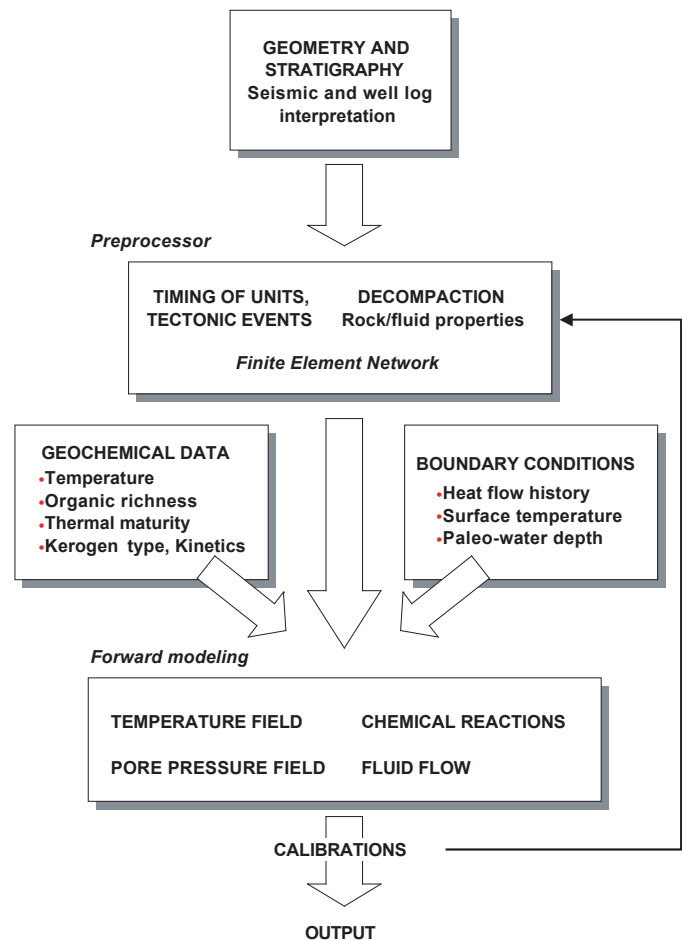 GEOMETRY AND
STRATIGRAPHY
Seismic and well log
interpretation
Preprocessor
TIMING OF UNITS,
TECTONIC EVENTS
DECOMPACTION
Rock/fluid properties
Finite Element Network
GEOCHEMICAL DATA
•Temperature
•Organic richness
•Thermal maturity
•Kerogen type, Kinetics
BOUNDARY CONDITIONS
•Heat flow history
•Surface temperature
•Paleo-water depth
Forward modeling
TEMPERATURE FIELD
CHEMICAL REACTIONS
PORE PRESSURE FIELD
FLUID FLOW
CALIBRATIONS
OUTPUT